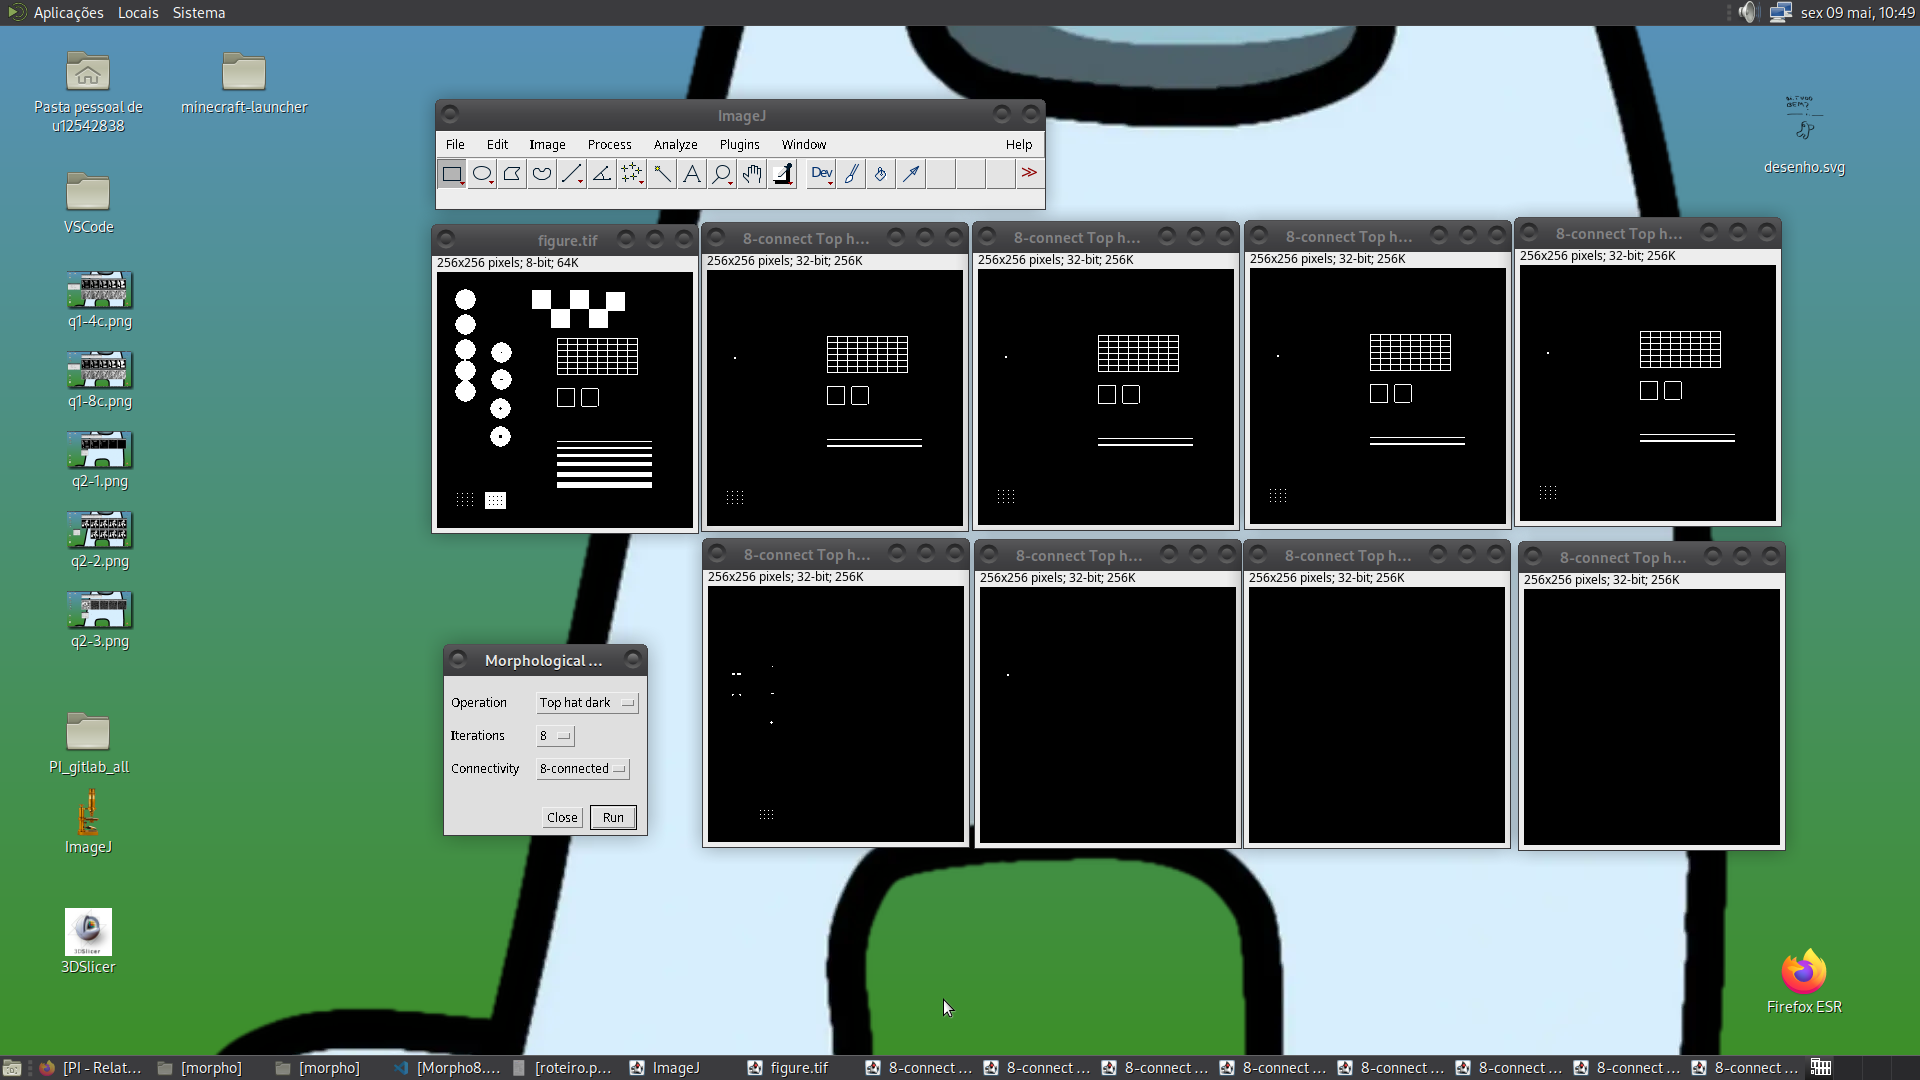 Aplicações Locais Sistema
sex 09 mai, 10:49
Pasta pessoal de
u12542838
minecraft-launcher
VSCode
q1-4c.png
q1-8c.png
q2-1.png
q2-2.png
q2-3.png
PI_gitlab_all
ImageJ
3DSlicer
desenho.svg
Firefox ESR
ImageJ
File Edit Image Process Analyze Plugins Window Help
Dev
figure.tif
256x256 pixels; 8-bit; 64K
8-connect Top h...
256x256 pixels; 32-bit; 256K
8-connect Top h...
256x256 pixels; 32-bit; 256K
8-connect Top h...
256x256 pixels; 32-bit; 256K
8-connect Top h...
256x256 pixels; 32-bit; 256K
8-connect Top h...
256x256 pixels; 32-bit; 256K
8-connect Top h...
256x256 pixels; 32-bit; 256K
8-connect Top h...
256x256 pixels; 32-bit; 256K
8-connect Top h...
256x256 pixels; 32-bit; 256K
Morphological ...
Operation Top hat dark
Iterations 8
Connectivity 8-connected
Close Run
[PI - Relat... [morpho] [morpho] [Morpho8.... [roteiro.p... ImageJ figure.tif 8-connect ... 8-connect ... 8-connect ... 8-connect ... 8-connect ... 8-connect ... 8-connect ... 8-connect ...